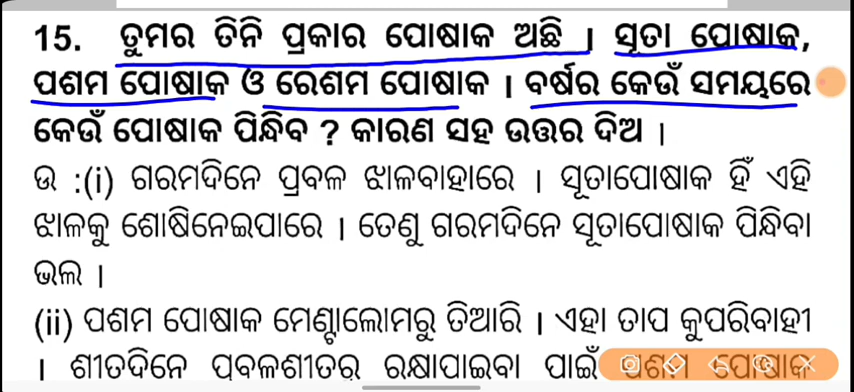 15. ତୁମର ତିନି ପ୍ରକାର ପୋଷାକ ଅଛି । ସୂତା ପୋଷାକ,
ପଶମ ପୋଷାକ ଓ ରେଶମ ପୋଷାକ । ବର୍ଷର କେଉଁ ସମୟରେ
କେଉଁ ପୋଷାକ ପିନ୍ଧିବ ? କାରଣ ସହ ଉତ୍ତର ଦିଅ ।
ଉ :(i) ଗରମଦିନେ ପ୍ରବଳ ଝାଳବାହାରେ । ସୂତାପୋଷାକ ହିଁ ଏହି
ଝାଳକୁ ଶୋଷିନେଇପାରେ । ତେଣୁ ଗରମଦିନେ ସୂତାପୋଷାକ ପିନ୍ଧିବା
ଭଲ ।
(ii) ପଶମ ପୋଷାକ ମେଣ୍ଢାଲୋମରୁ ତିଆରି । ଏହା ତାପ କୁପରିବାହୀ
। ଶୀତଦିନେ ପ୍ରବଳଶୀତରୁ ରକ୍ଷାପାଇବା ପାଇଁ ପଶମ ପୋଷାକ